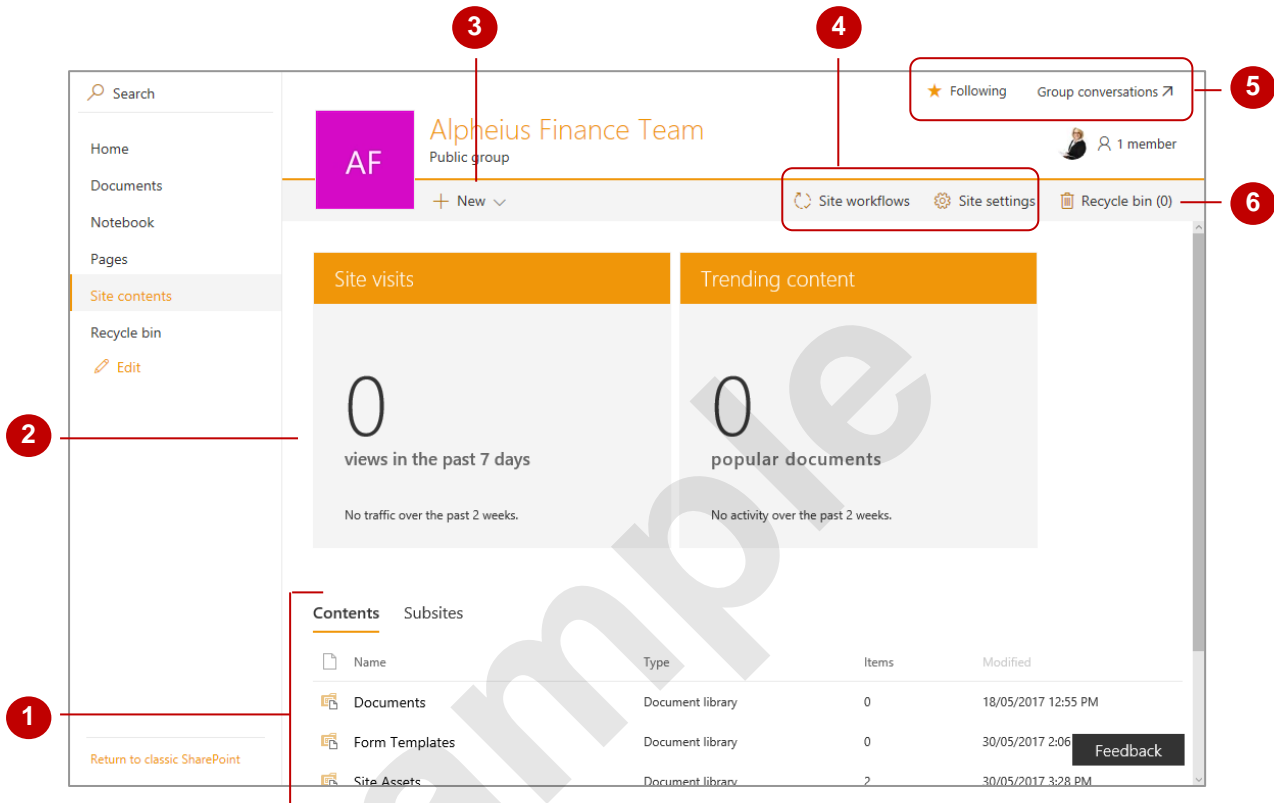 3
4
5
Search
Following
Group conversations
Alpheius Finance Team
AF
Public group
1 member
Home
Documents
Notebook
Pages
Site contents
Recycle bin
Edit
New
Site workflows
Site settings
Recycle bin (0)
6
Site visits
Trending content
0
views in the past 7 days
No traffic over the past 2 weeks.
0
popular documents
No activity over the past 2 weeks.
2
Contents Subsites
Name Type Items Modified
Documents Document library 0 18/05/2017 12:55 PM
Form Templates Document library 0 30/05/2017 2:06
Site Assets Document library 2 30/05/2017 3:28 PM
1
Return to classic SharePoint
Feedback
ample